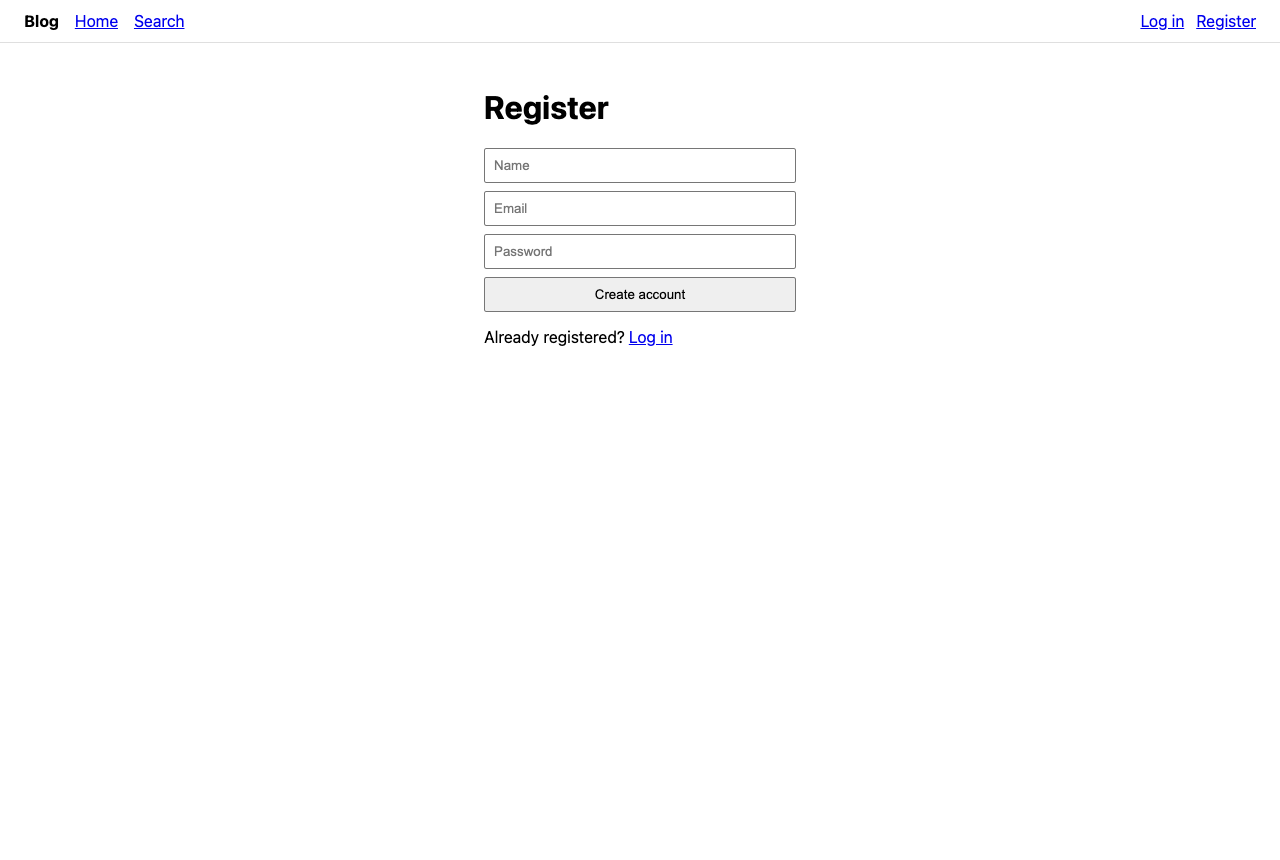 Blog Home Search Log in Register
Register
Name
Email
Password
Create account
Already registered? Log in